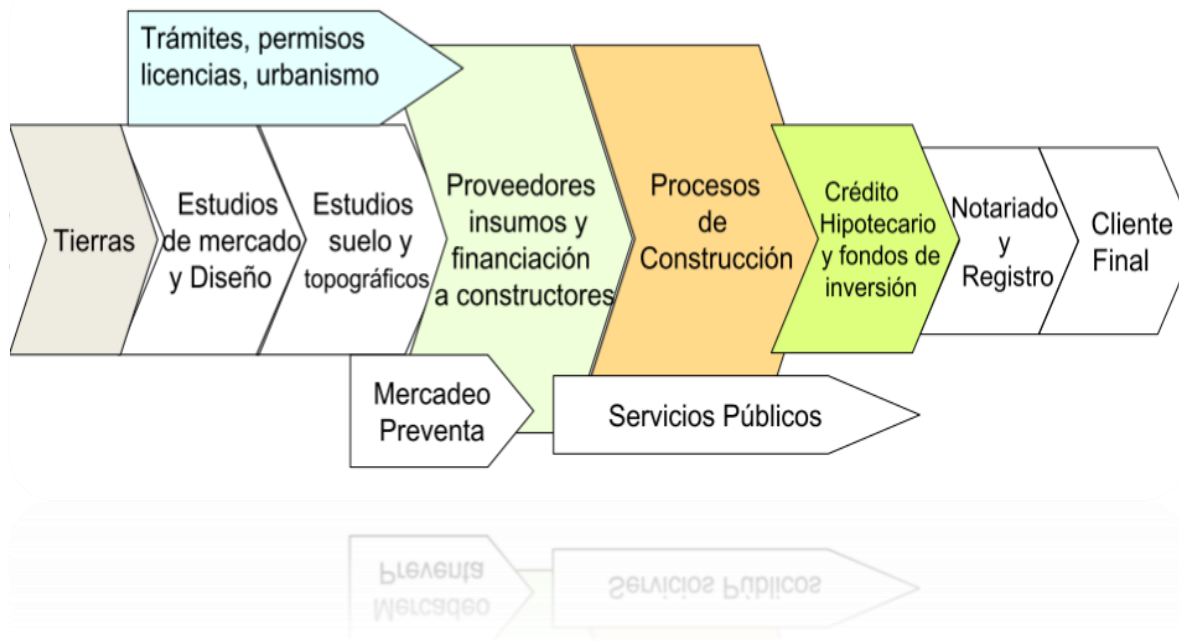 Trámites, permisos
licencias, urbanismo
Tierras
Estudios
de mercado
y Diseño
Estudios
suelo y
topográficos
Proveedores
insumos y
financiación
a constructores
Procesos
de
Construcción
Crédito
Hipotecario
y fondos de
inversión
Notariado
y
Registro
Cliente
Final
Mercadeo
Preventa
Servicios Públicos